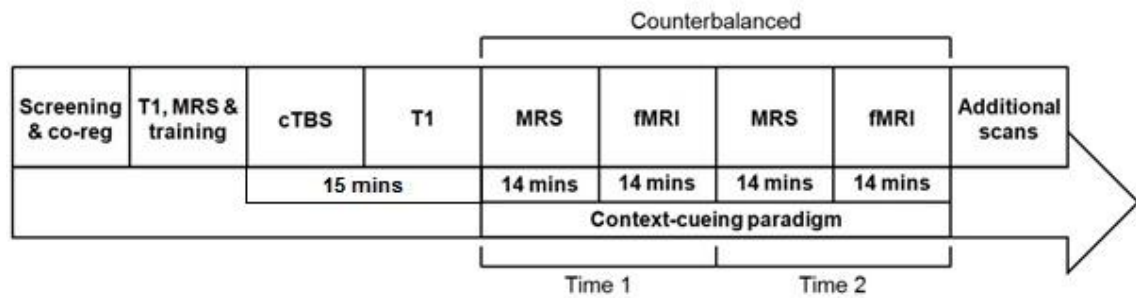 Counterbalanced
Screening
& co-reg
T1, MRS &
training
cTBS
T1
MRS
fMRI
MRS
fMRI
Additional
scans
15 mins
14 mins
14 mins
14 mins
14 mins
Context-cueing paradigm
Time 1
Time 2